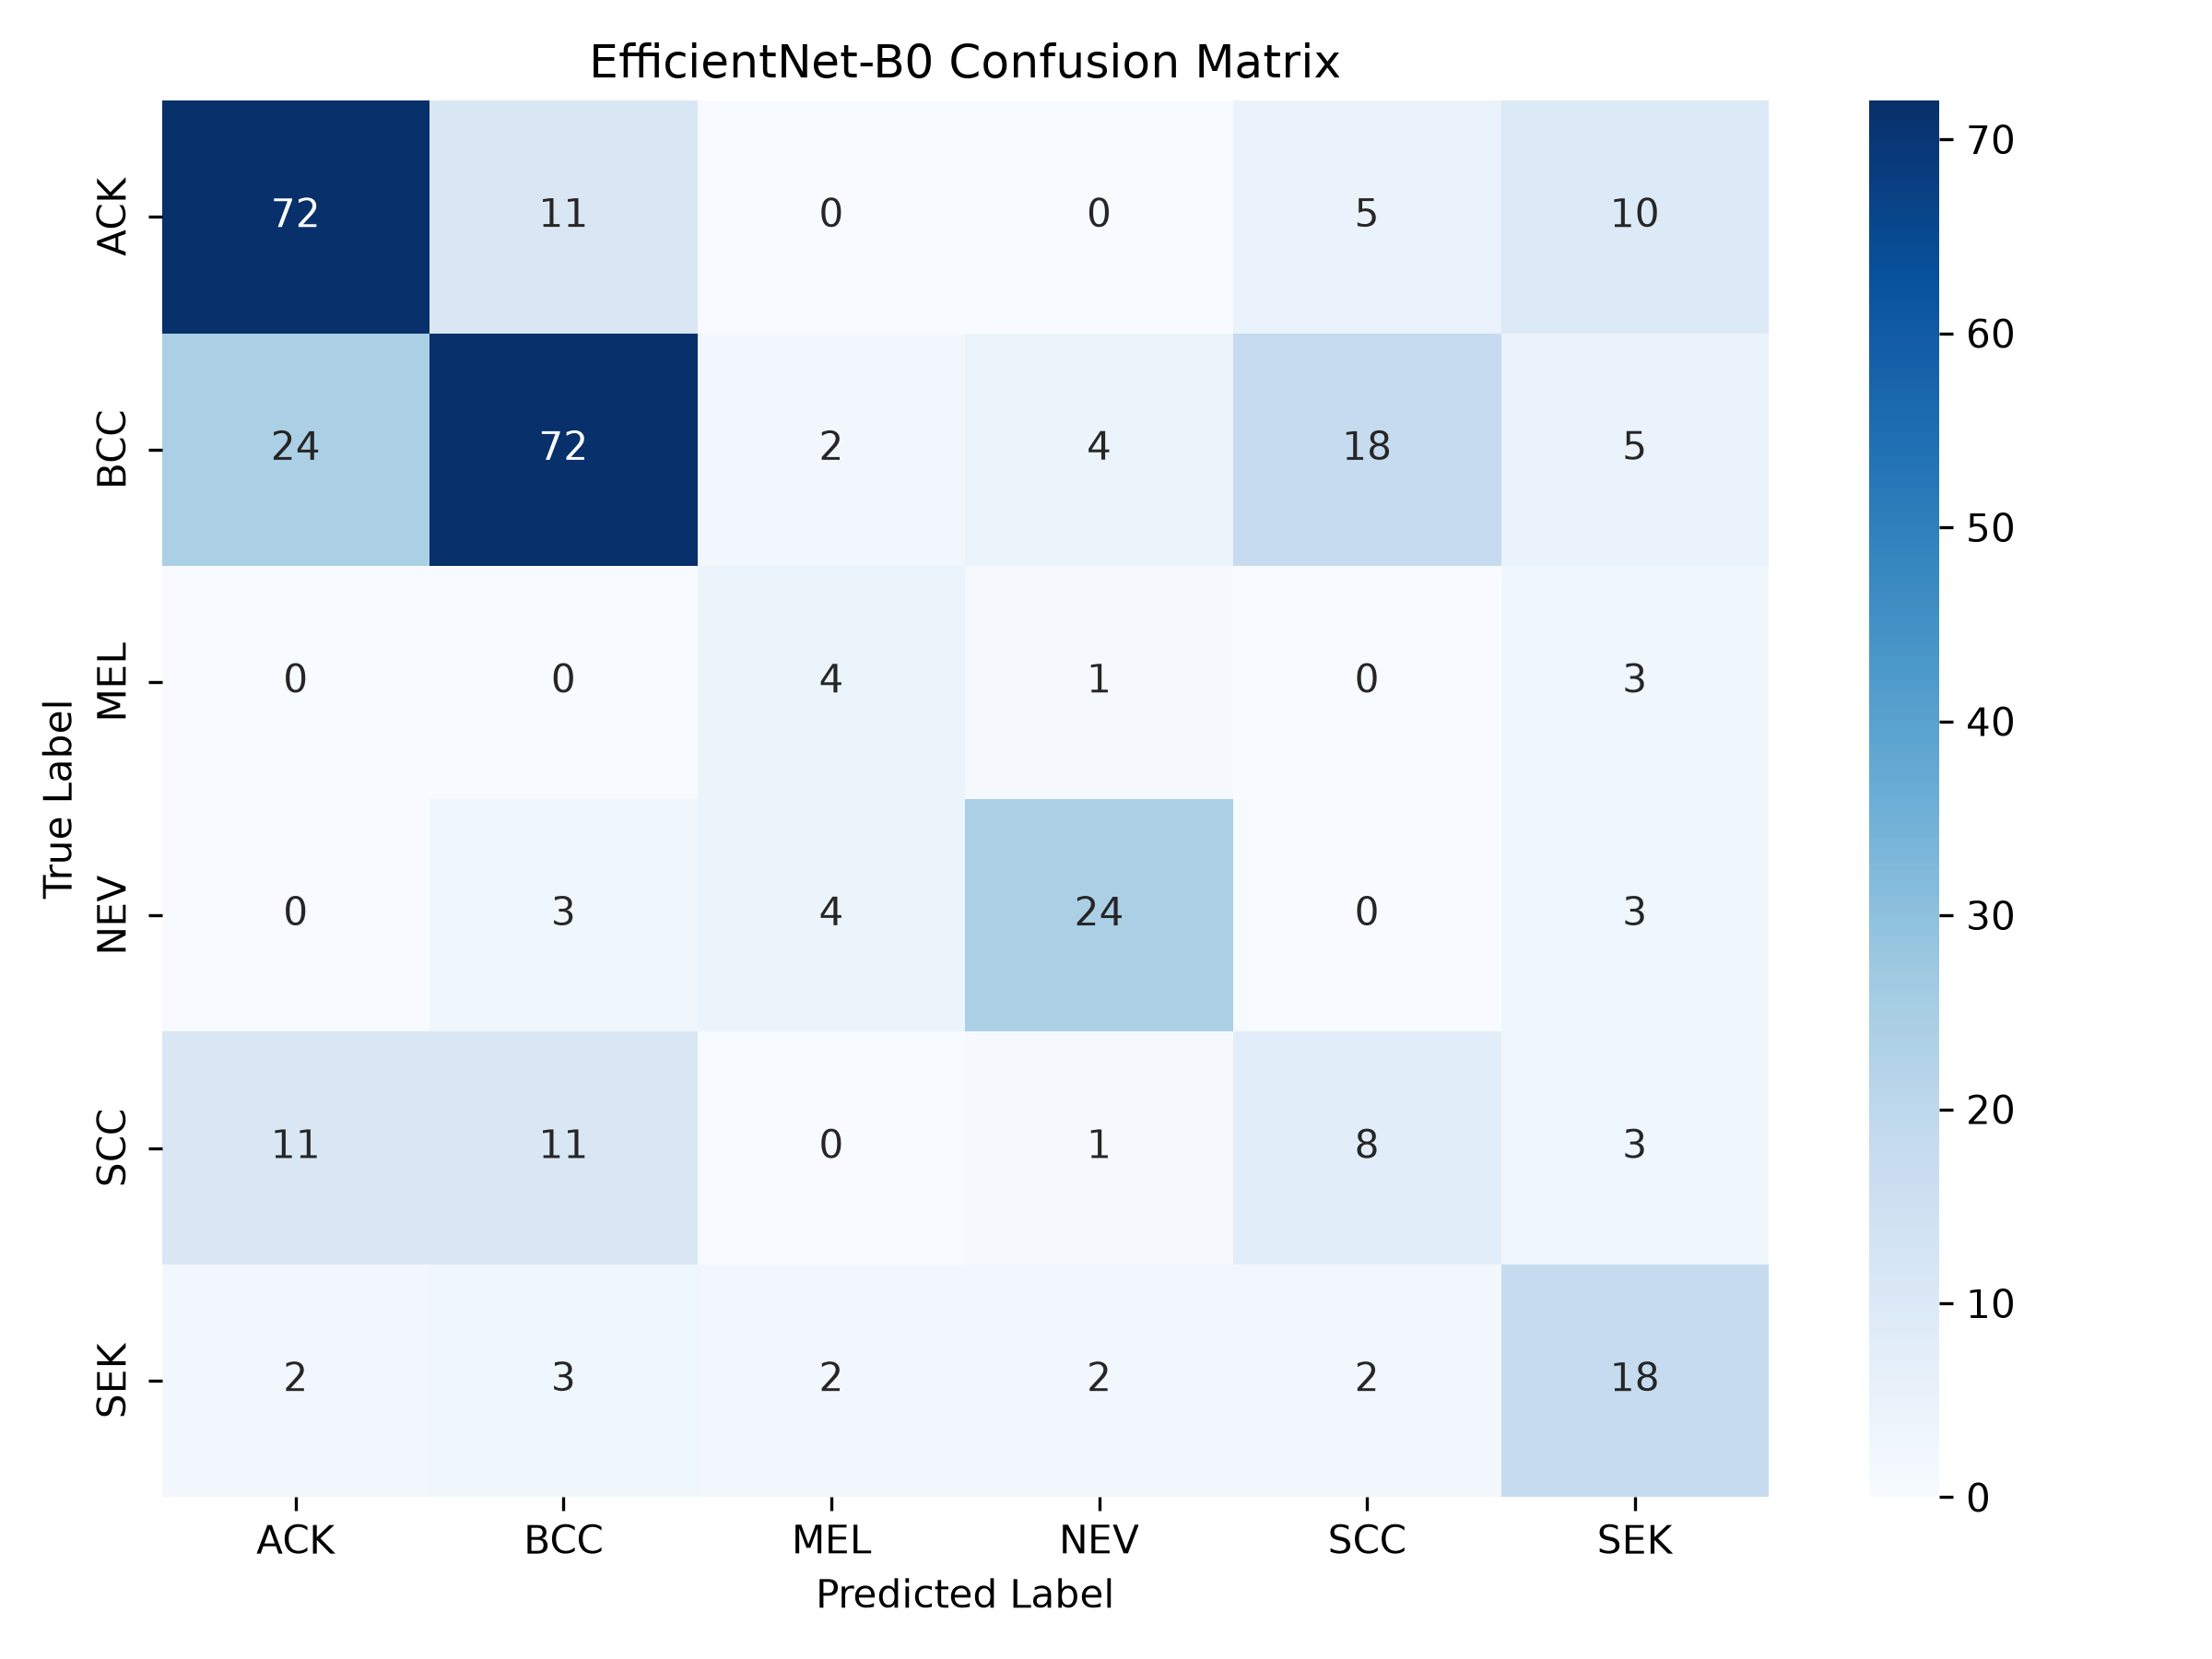 EfficientNet-B0 Confusion Matrix
True Label
ACK 72 11 0 0 5 10
BCC 24 72 2 4 18 5
MEL 0 0 4 1 0 3
NEV 0 3 4 24 0 3
SCC 11 11 0 1 8 3
SEK 2 3 2 2 2 18
ACK BCC MEL NEV SCC SEK
Predicted Label
70
60
50
40
30
20
10
0